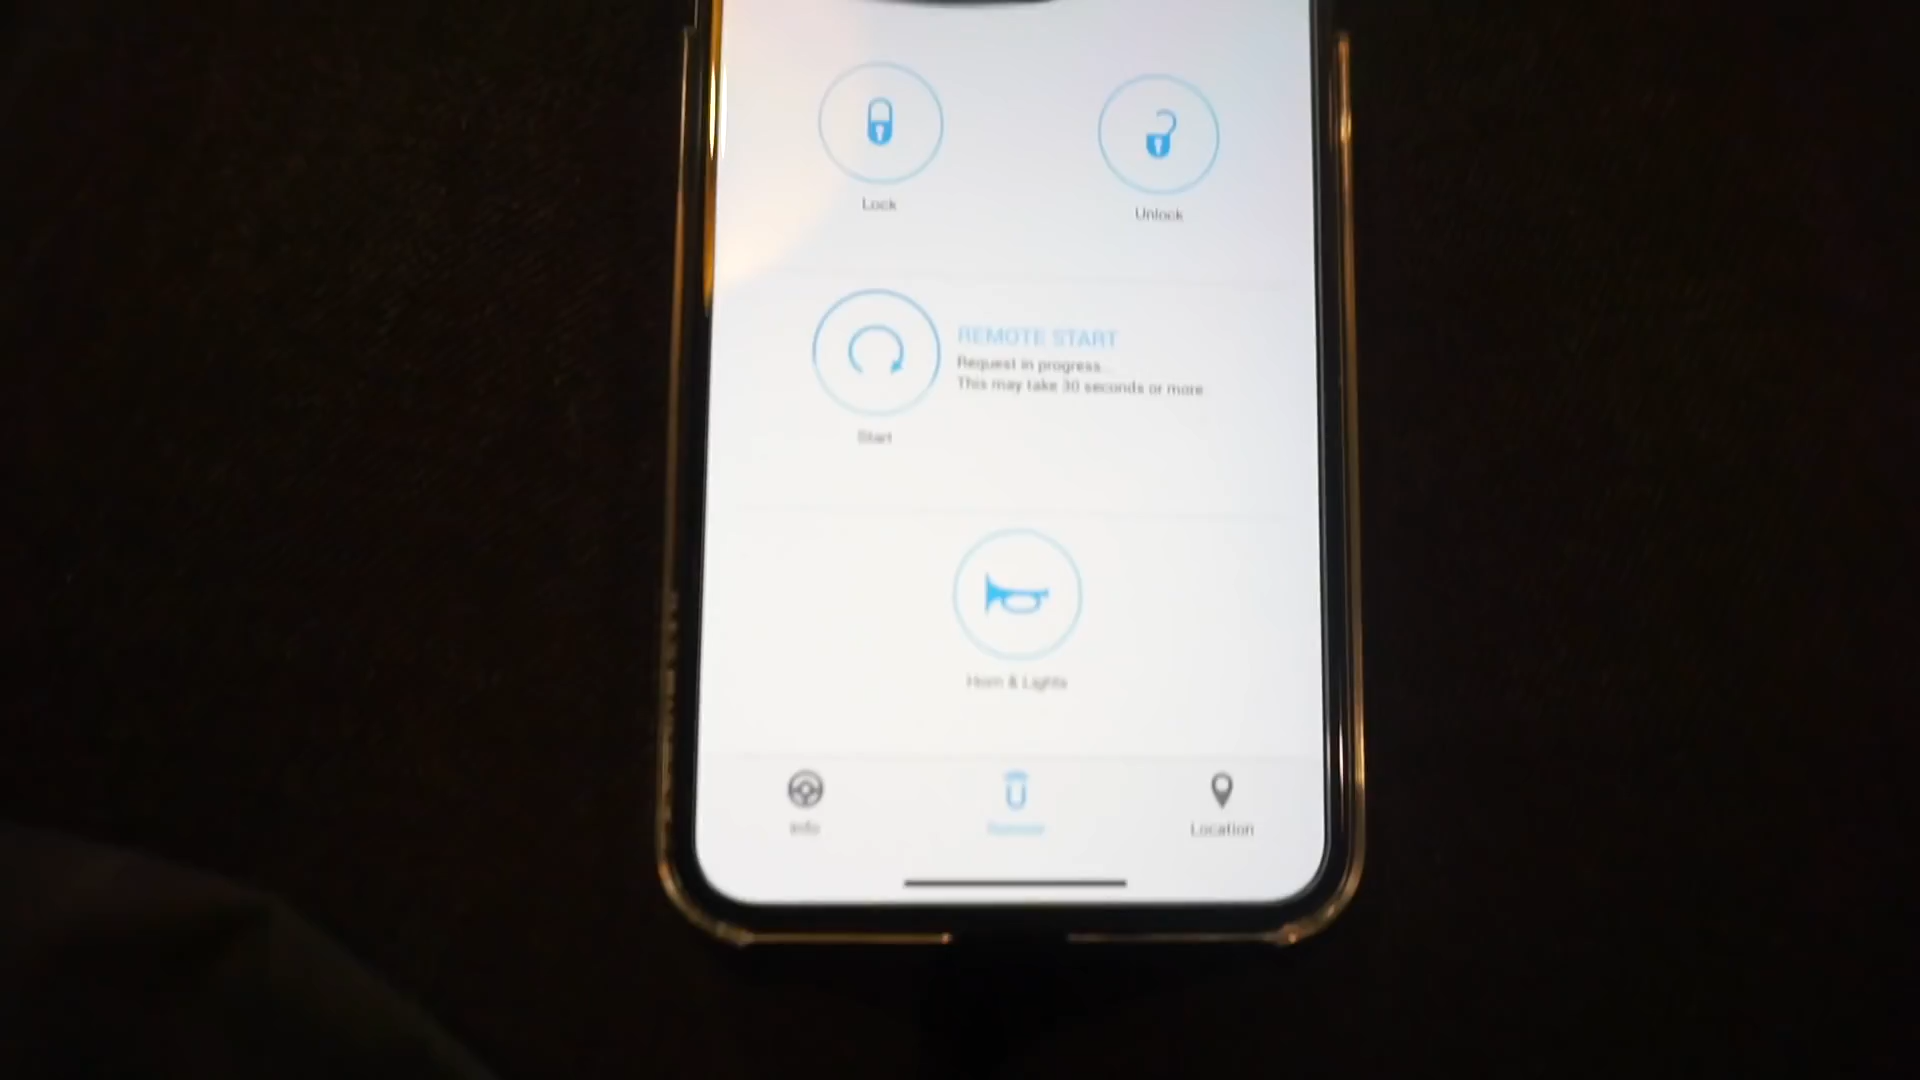 Lock
Unlock
REMOTE START
Request in progress...
This may take 30 seconds or more
Start
Horn & Lights
Info
Remote
Location